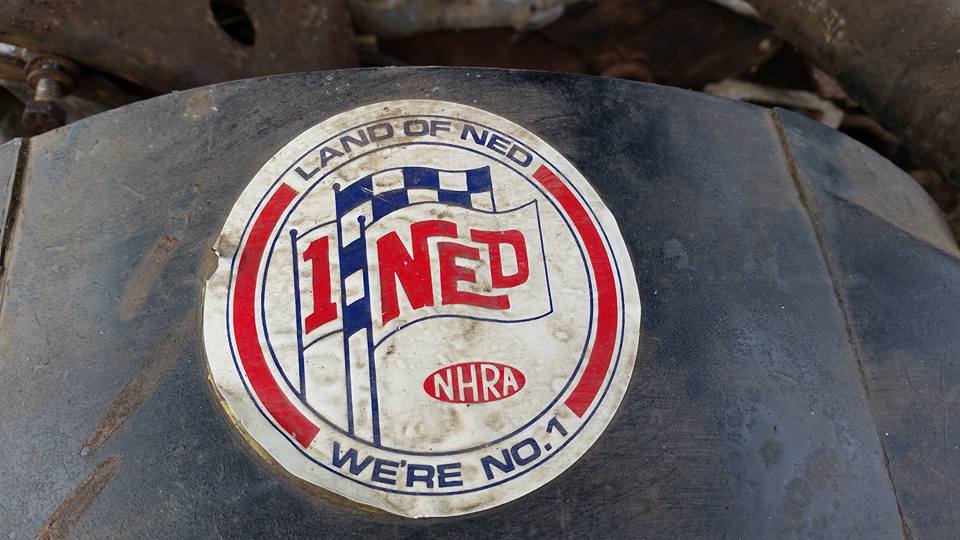 LAND OF NED
1 NED
NHRA
WE'RE NO.1